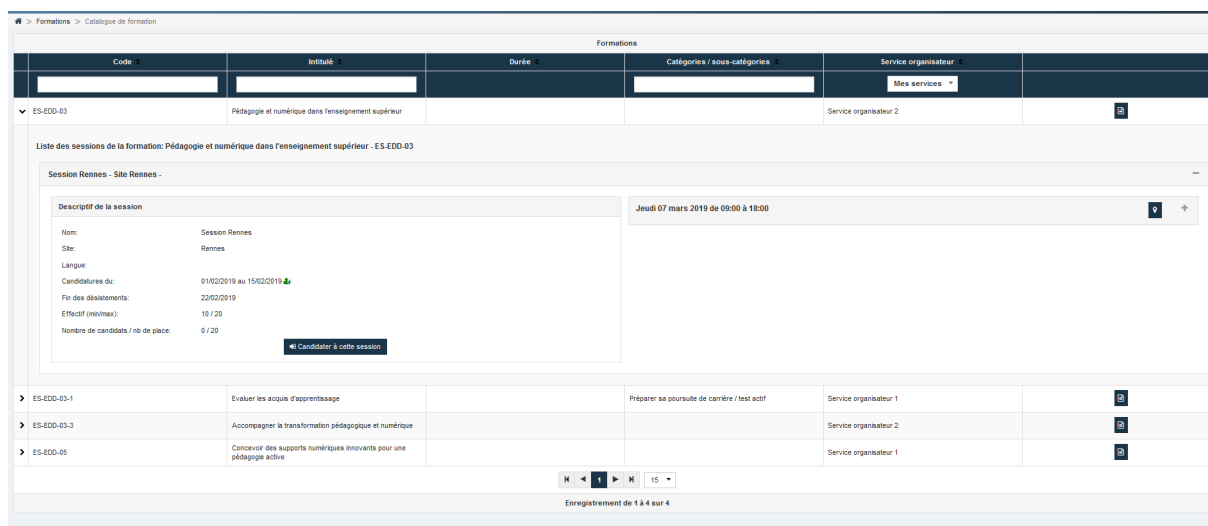 > Formations > Catalogue de formation
Formations
Code Intitulé Durée Catégories / sous-catégories Service organisateur
Mes services
ES-EDD-03 Pédagogie et numérique dans l'enseignement supérieur Service organisateur 2
Liste des sessions de la formation: Pédagogie et numérique dans l'enseignement supérieur - ES-EDD-03
Session Rennes - Site Rennes -
Descriptif de la session
Nom: Session Rennes
Site: Rennes
Langue:
Candidatures du: 01/02/2019 au 15/02/2019
Fin des désistements: 22/02/2019
Effectif (min/max): 10 / 20
Nombre de candidats / nb de place: 0 / 20
Candidater à cette session
Jeudi 07 mars 2019 de 09:00 à 18:00
ES-EDD-03-1 Evaluer les acquis d'apprentissage Préparer sa poursuite de carrière / test actif Service organisateur 1
ES-EDD-03-3 Accompagner la transformation pédagogique et numérique Service organisateur 2
ES-EDD-05 Concevoir des supports numériques innovants pour une
pédagogie active Service organisateur 1
1 15
Enregistrement de 1 à 4 sur 4